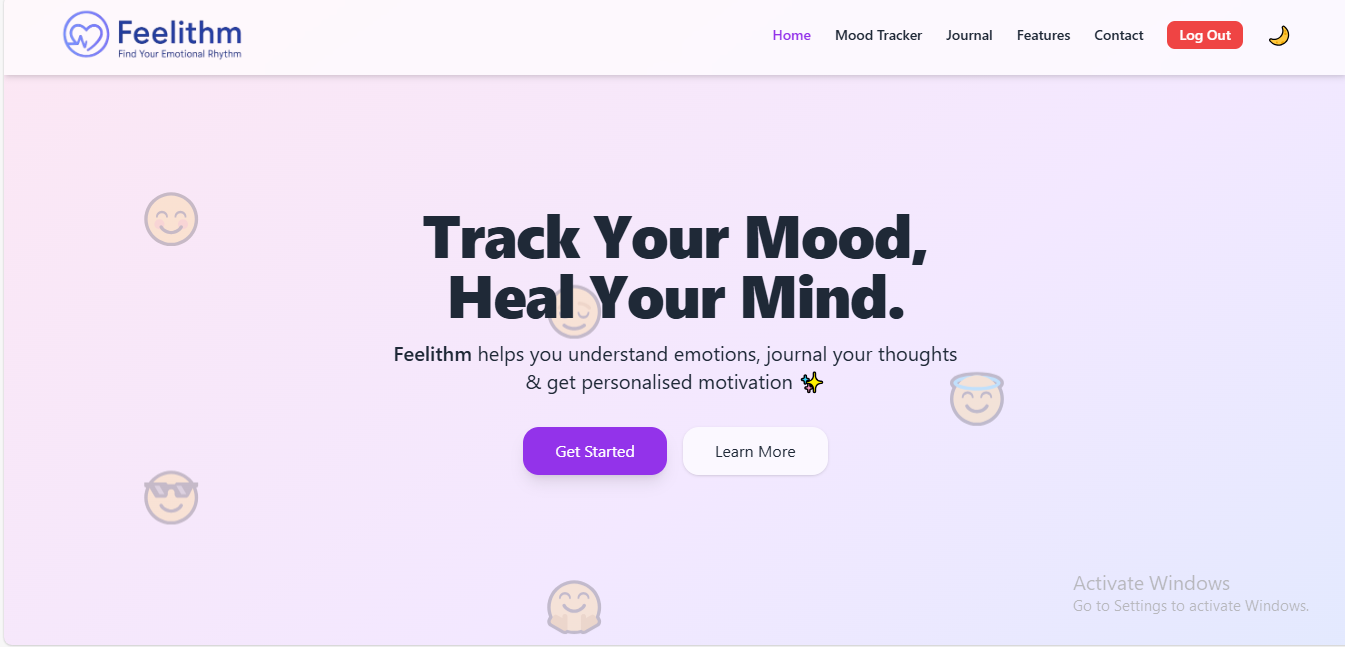 Feelithm
Find Your Emotional Rhythm
Home Mood Tracker Journal Features Contact Log Out
Track Your Mood,
Heal Your Mind.
Feelithm helps you understand emotions, journal your thoughts
& get personalised motivation ✨
Get Started Learn More
Activate Windows
Go to Settings to activate Windows.